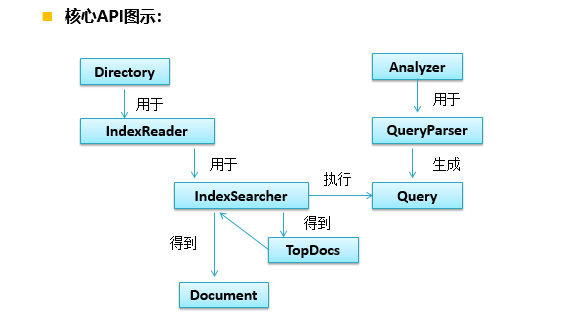 核心API图示：
Directory
Analyzer
用于
用于
IndexReader
QueryParser
用于
生成
执行
IndexSearcher
Query
得到
得到
TopDocs
Document